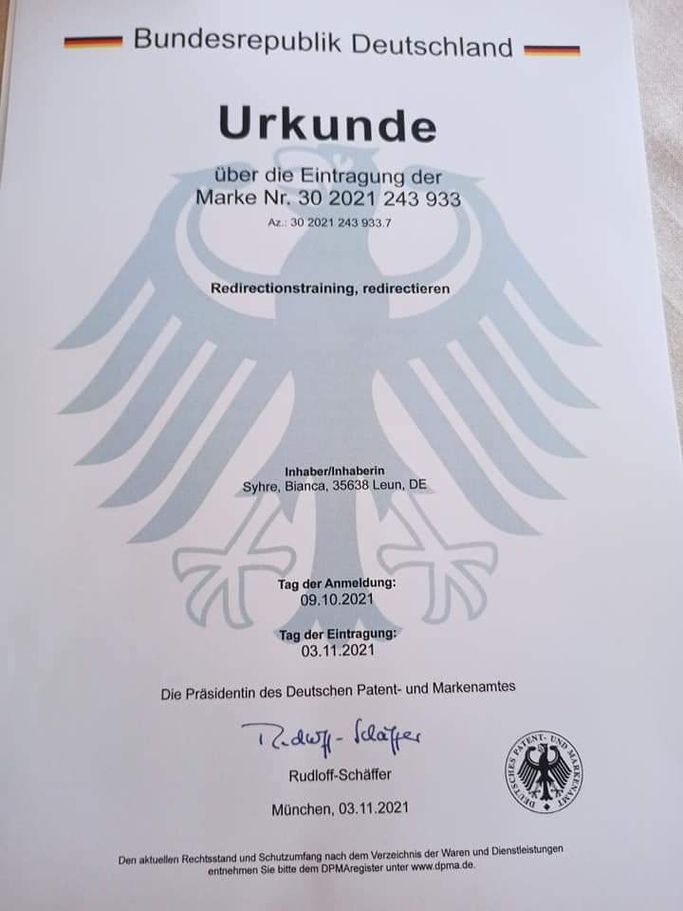 Bundesrepublik Deutschland
Urkunde
über die Eintragung der
Marke Nr. 30 2021 243 933
Az.: 30 2021 243 933.7
Redirectionstraining, redirectieren
Inhaber/Inhaberin
Syhre, Bianca, 35638 Leun, DE
Tag der Anmeldung:
09.10.2021
Tag der Eintragung:
03.11.2021
Die Präsidentin des Deutschen Patent- und Markenamtes
Rudloff-Schäffer
Rudloff-Schäffer
München, 03.11.2021
DEUTSCHES PATENT- UND MARKENAMT
Den aktuellen Rechtsstand und Schutzumfang nach dem Verzeichnis der Waren und Dienstleistungen
entnehmen Sie bitte dem DPMAregister unter www.dpma.de.